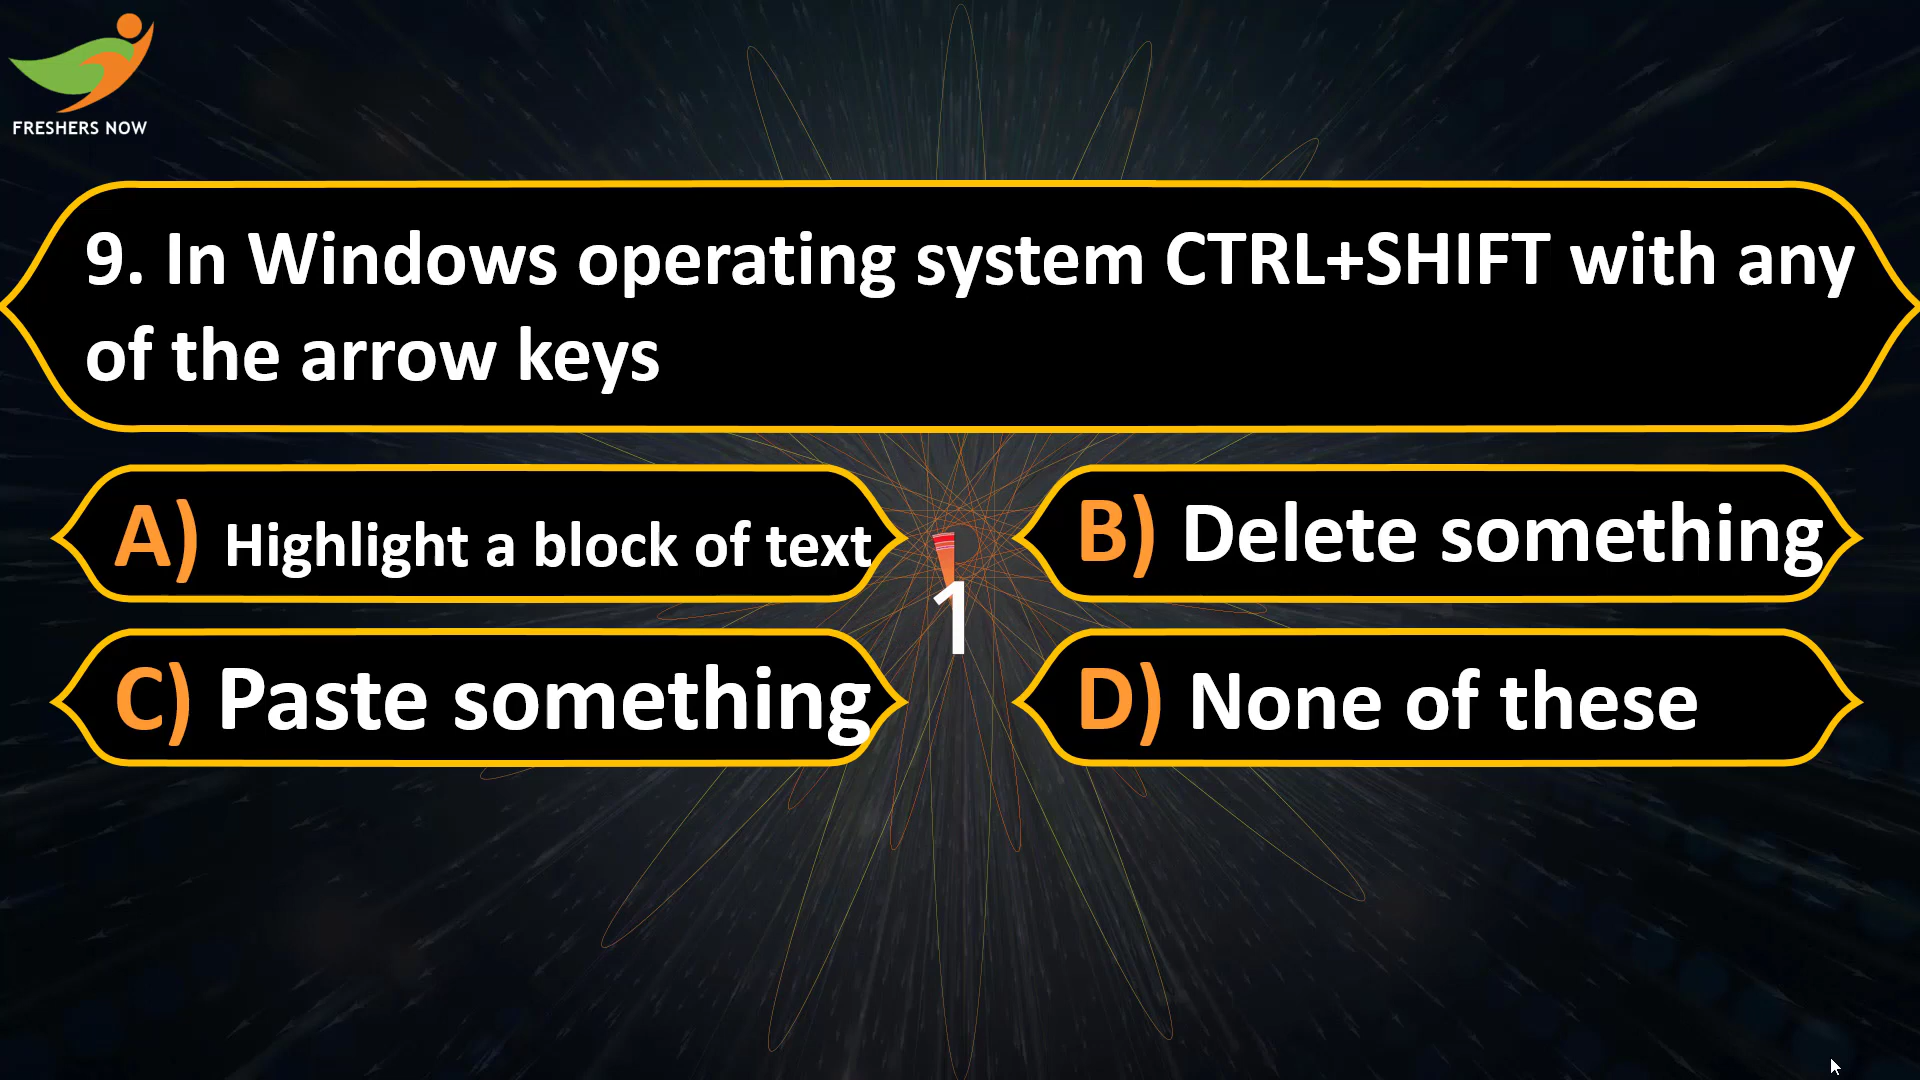 FRESHERS NOW
9. In Windows operating system CTRL+SHIFT with any
of the arrow keys
A) Highlight a block of text
B) Delete something
1
C) Paste something
D) None of these